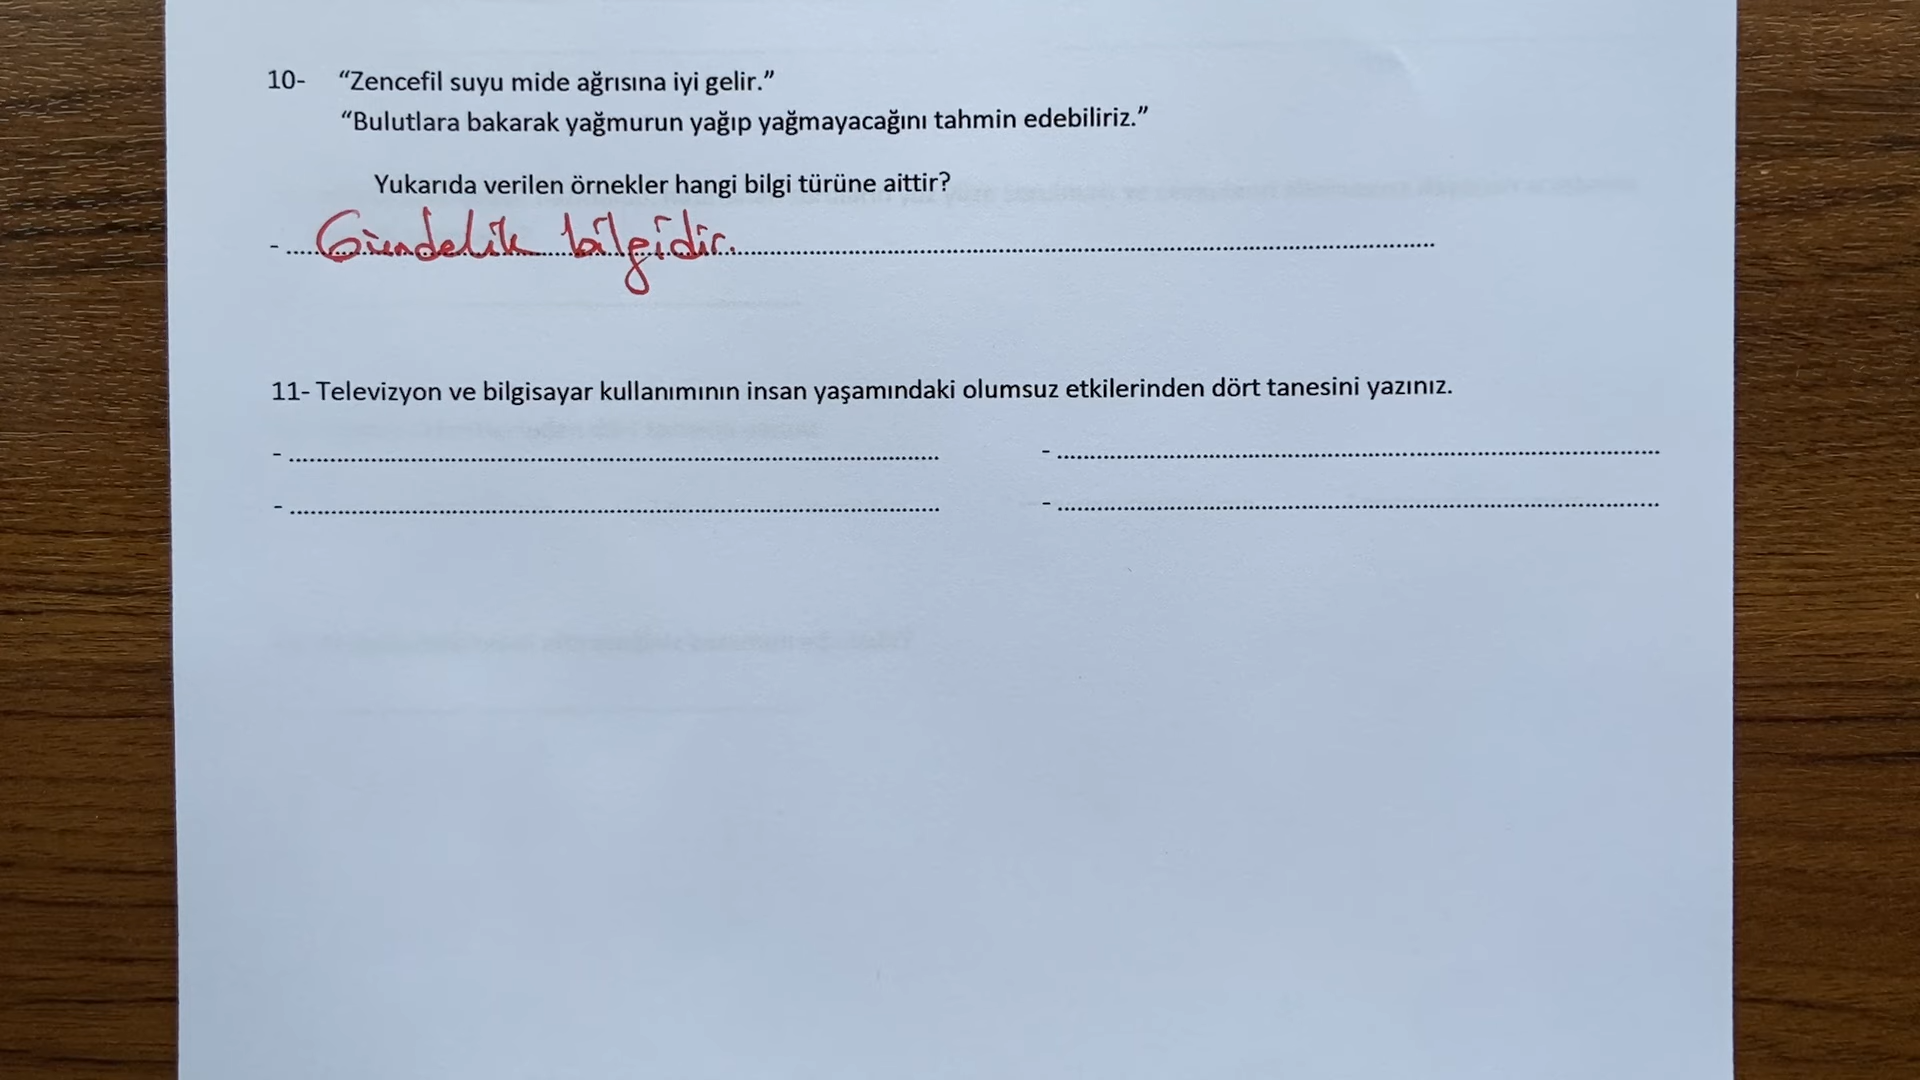 10- “Zencefil suyu mide ağrısına iyi gelir.”
“Bulutlara bakarak yağmurun yağıp yağmayacağını tahmin edebiliriz.”
Yukarıda verilen örnekler hangi bilgi türüne aittir?
- Gündelik bilgidir.
11- Televizyon ve bilgisayar kullanımının insan yaşamındaki olumsuz etkilerinden dört tanesini yazınız.
- ........................ - ........................
- ........................ - ........................